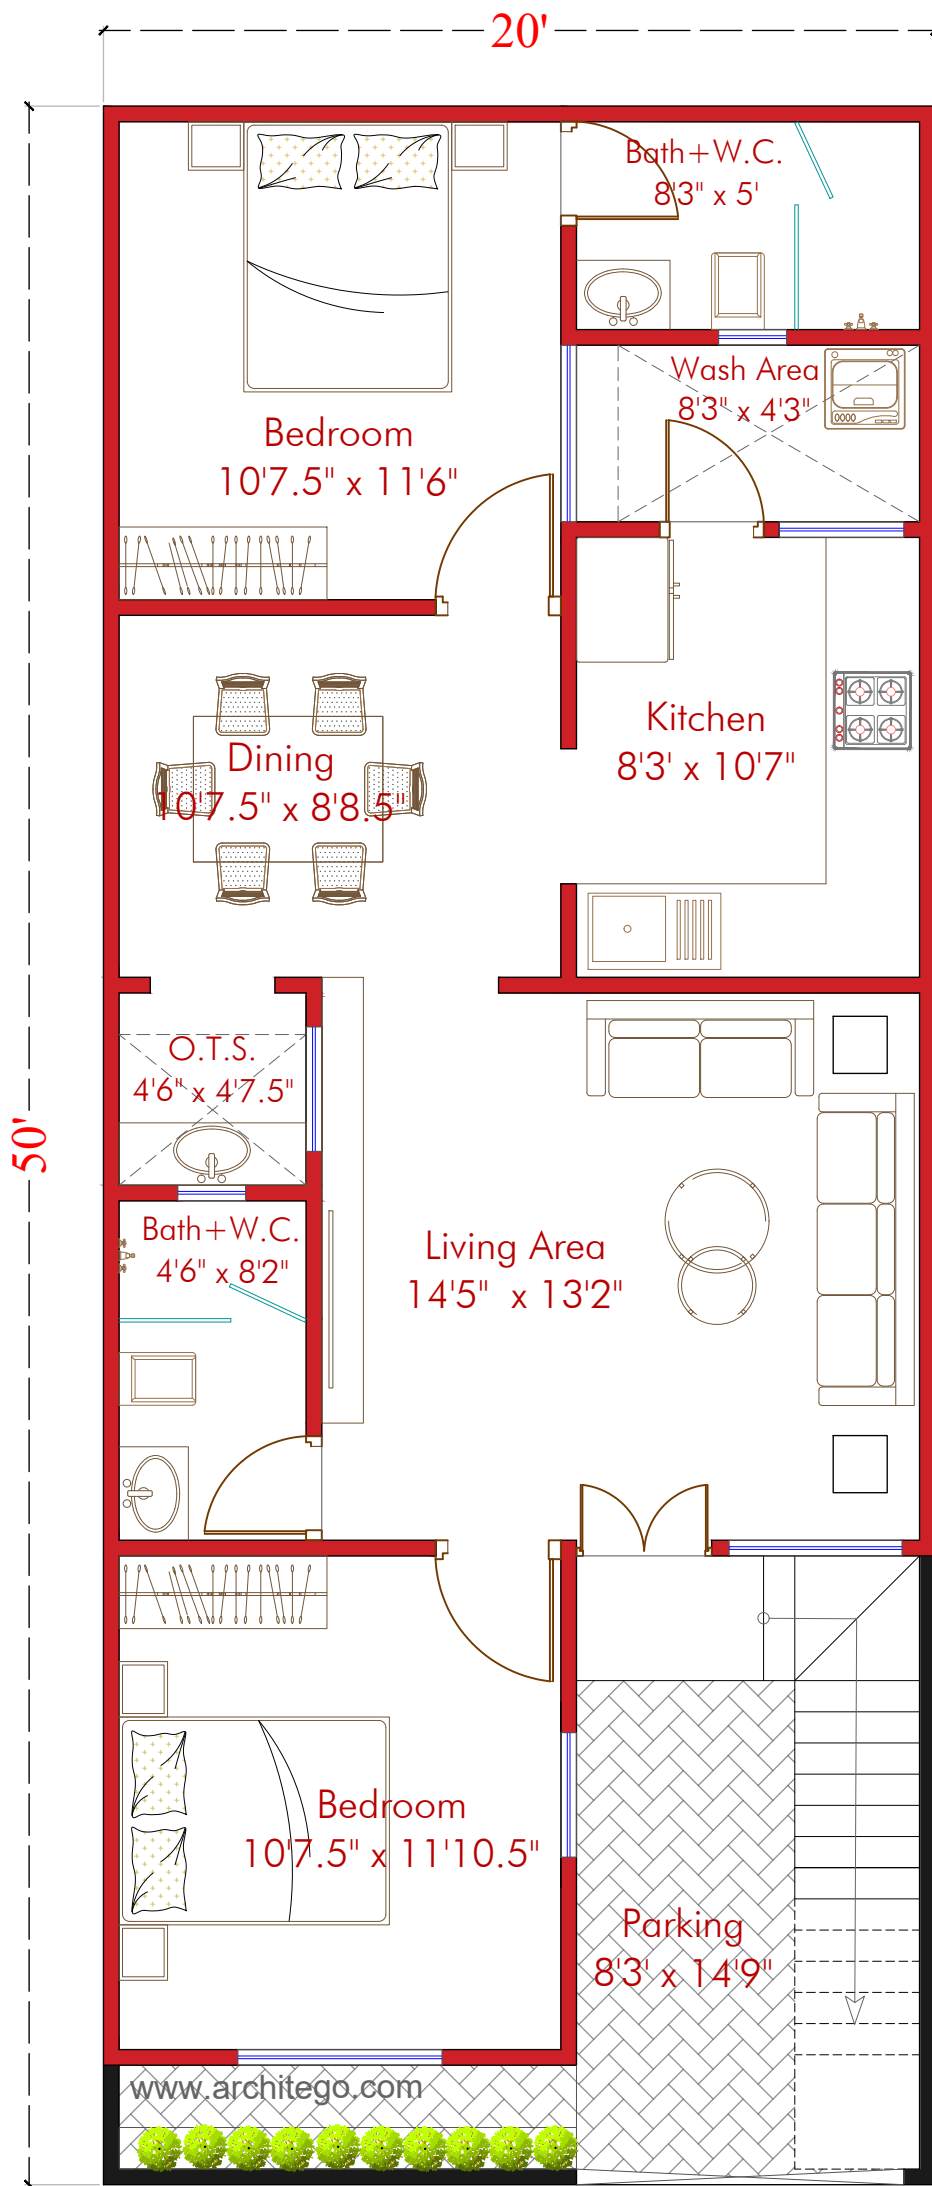 20'
Bath+W.C.
8'3" x 5'
Wash Area
8'3" x 4'3"
Bedroom
10'7.5" x 11'6"
Kitchen
8'3' x 10'7"
Dining
10'7.5" x 8'8.5"
O.T.S.
4'6" x 4'7.5"
50'
Bath+W.C.
4'6" x 8'2"
Living Area
14'5" x 13'2"
Bedroom
10'7.5" x 11'10.5"
Parking
8'3' x 14'9"
www.architego.com